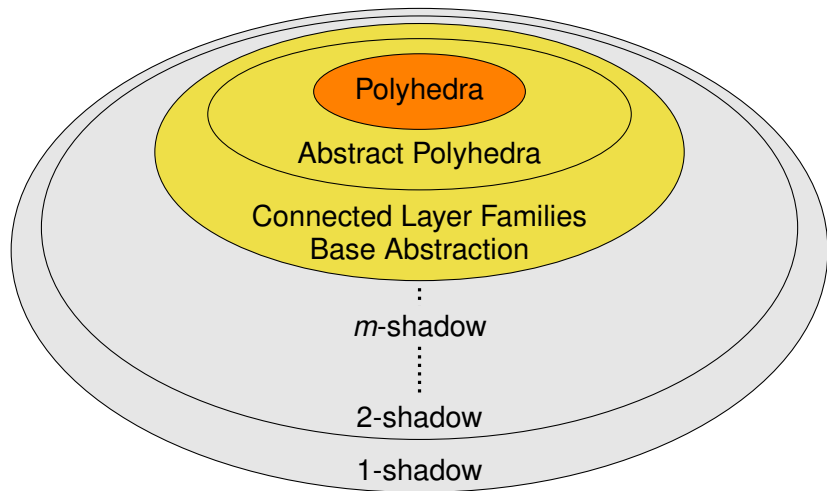 Polyhedra
Abstract Polyhedra
Connected Layer Families
Base Abstraction
m-shadow
2-shadow
1-shadow